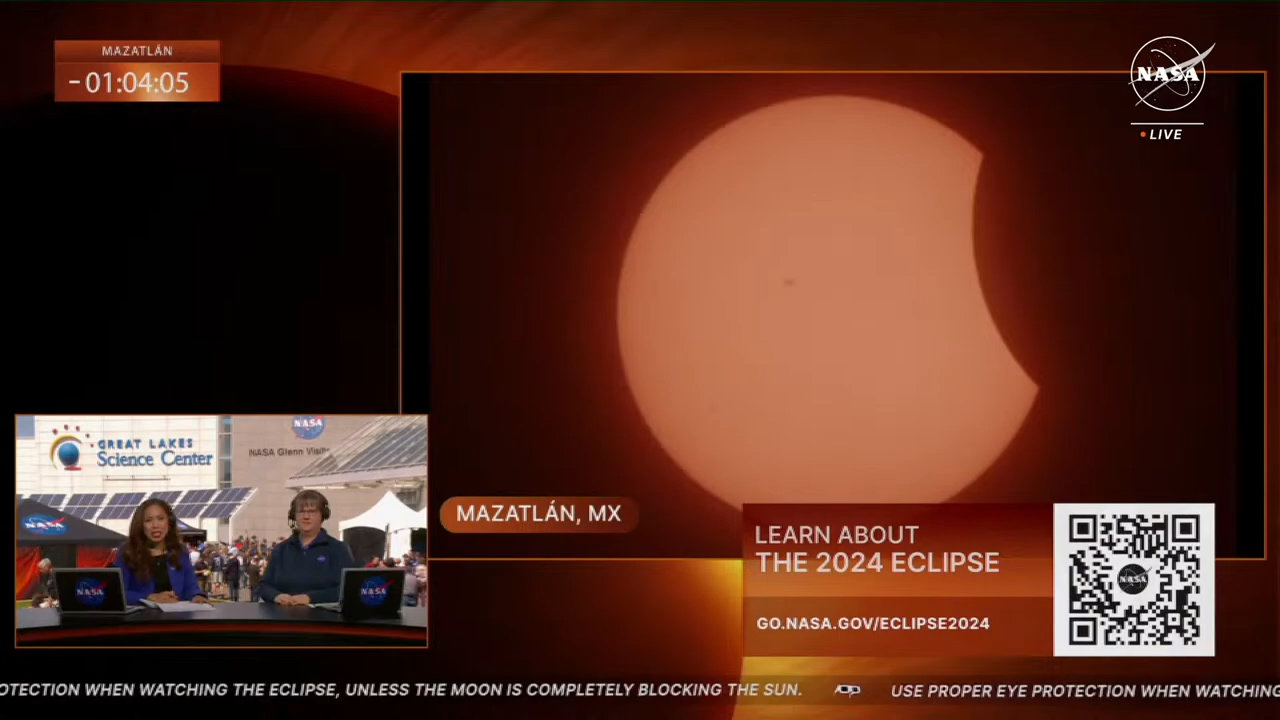 MAZATLÁN
-01:04:05
NASA
LIVE
GREAT LAKES
Science Center
NASA
NASA Glenn
NASA
NASA
NASA
MAZATLÁN, MX
LEARN ABOUT
THE 2024 ECLIPSE
GO.NASA.GOV/ECLIPSE2024
NASA
WHEN WATCHING THE ECLIPSE, UNLESS THE MOON IS COMPLETELY BLOCKING THE SUN. USE PROPER EYE PROTECTION WHEN WATCHING